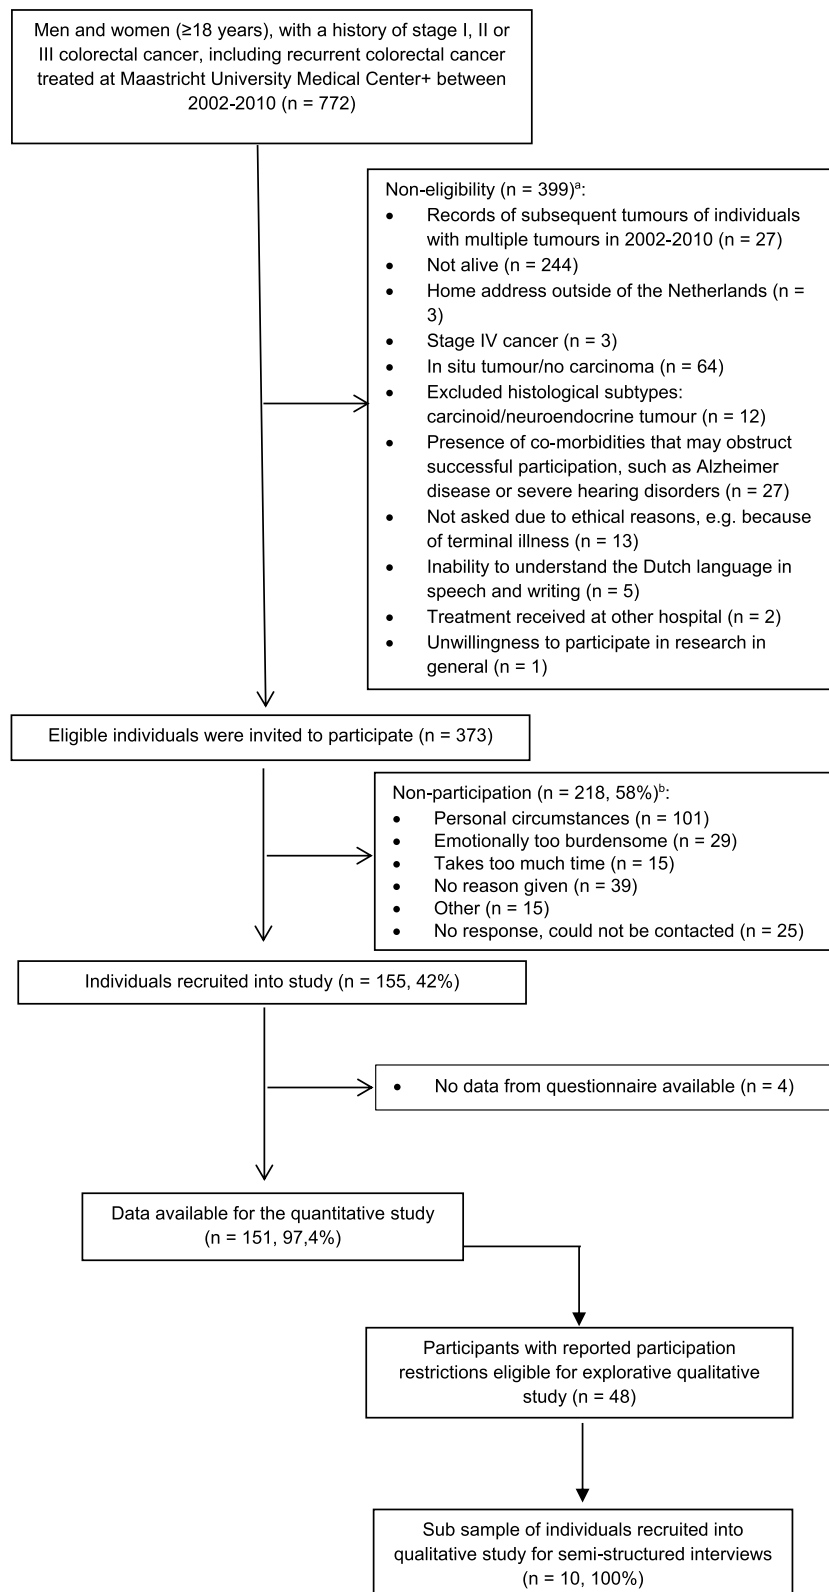 Men and women (≥18 years), with a history of stage I, II or
III colorectal cancer, including recurrent colorectal cancer
treated at Maastricht University Medical Center+ between
2002-2010 (n = 772)
Non-eligibility (n = 399)ᵃ:
• Records of subsequent tumours of individuals
with multiple tumours in 2002-2010 (n = 27)
• Not alive (n = 244)
• Home address outside of the Netherlands (n =
3)
• Stage IV cancer (n = 3)
• In situ tumour/no carcinoma (n = 64)
• Excluded histological subtypes:
carcinoid/neuroendocrine tumour (n = 12)
• Presence of co-morbidities that may obstruct
successful participation, such as Alzheimer
disease or severe hearing disorders (n = 27)
• Not asked due to ethical reasons, e.g. because
of terminal illness (n = 13)
• Inability to understand the Dutch language in
speech and writing (n = 5)
• Treatment received at other hospital (n = 2)
• Unwillingness to participate in research in
general (n = 1)
Eligible individuals were invited to participate (n = 373)
Non-participation (n = 218, 58%)ᵇ:
• Personal circumstances (n = 101)
• Emotionally too burdensome (n = 29)
• Takes too much time (n = 15)
• No reason given (n = 39)
• Other (n = 15)
• No response, could not be contacted (n = 25)
Individuals recruited into study (n = 155, 42%)
• No data from questionnaire available (n = 4)
Data available for the quantitative study
(n = 151, 97,4%)
Participants with reported participation
restrictions eligible for explorative qualitative
study (n = 48)
Sub sample of individuals recruited into
qualitative study for semi-structured interviews
(n = 10, 100%)